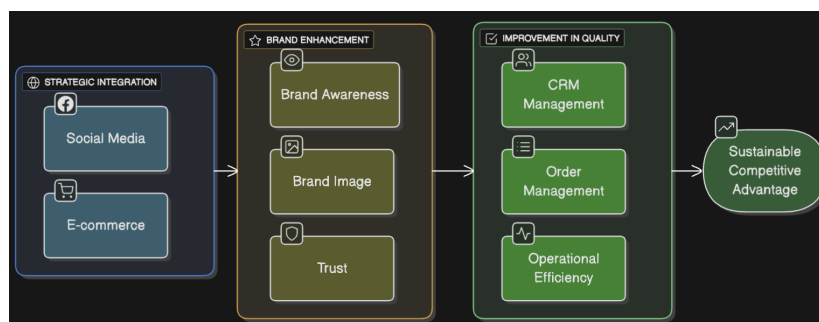 STRATEGIC INTEGRATION
Social Media
E-commerce
BRAND ENHANCEMENT
Brand Awareness
Brand Image
Trust
IMPROVEMENT IN QUALITY
CRM
Management
Order
Management
Operational
Efficiency
Sustainable
Competitive
Advantage